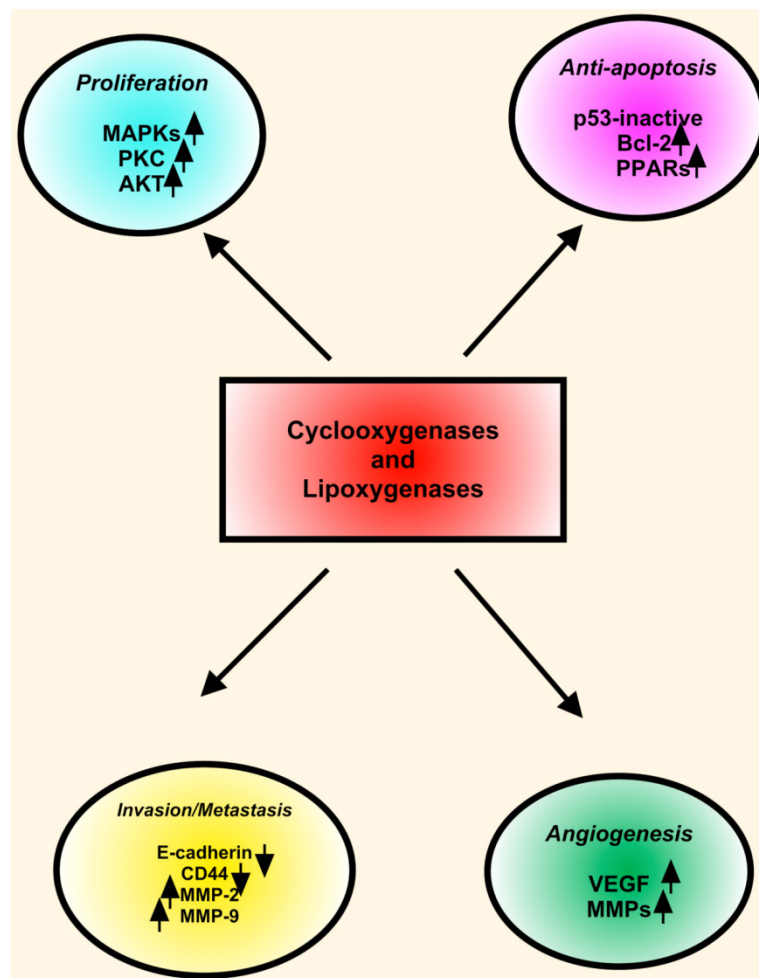 Proliferation
MAPKs
PKC
AKT
Anti-apoptosis
p53-inactive
Bcl-2
PPARs
Cyclooxygenases
and
Lipoxygenases
Invasion/Metastasis
E-cadherin
CD44
MMP-2
MMP-9
Angiogenesis
VEGF
MMPs